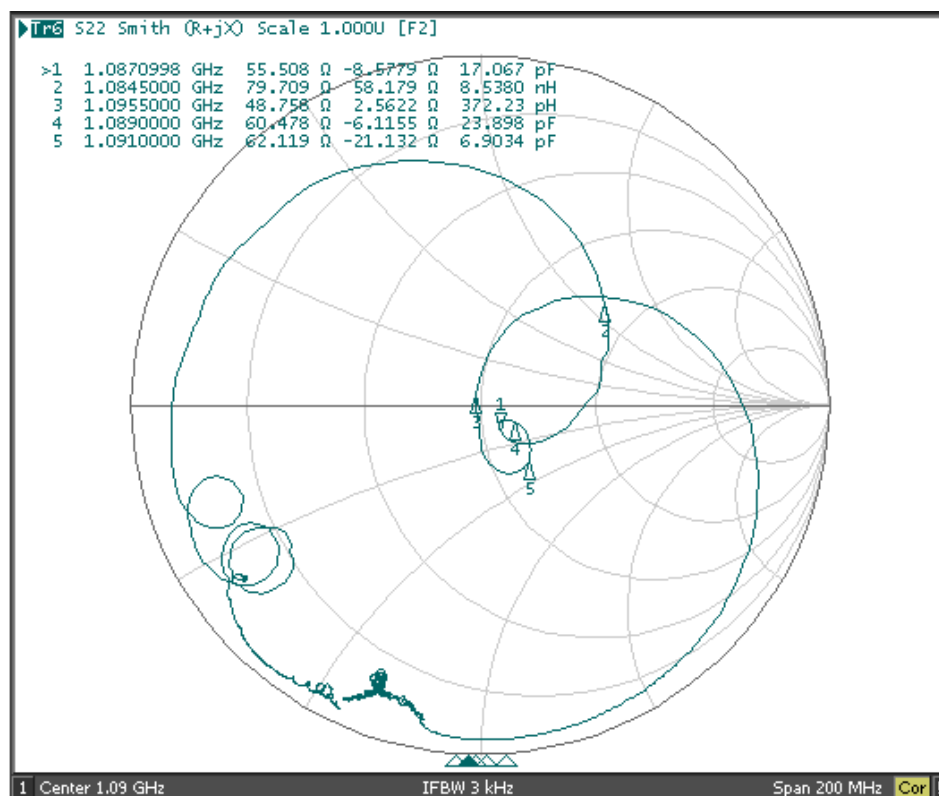 Tr6 S22 Smith (R+jX) Scale 1.000U [F2]
>1 1.0870998 GHz 55.508 Ω -8.5779 Ω 17.067 pF
2 1.0845000 GHz 79.709 Ω 58.179 Ω 8.5380 nH
3 1.0955000 GHz 48.758 Ω 2.5622 Ω 372.23 pH
4 1.0890000 GHz 60.478 Ω -6.1155 Ω 23.898 pF
5 1.0910000 GHz 62.119 Ω -21.132 Ω 6.9034 pF
2
1
3
4
5
1 Center 1.09 GHz IFBW 3 kHz Span 200 MHz Cor